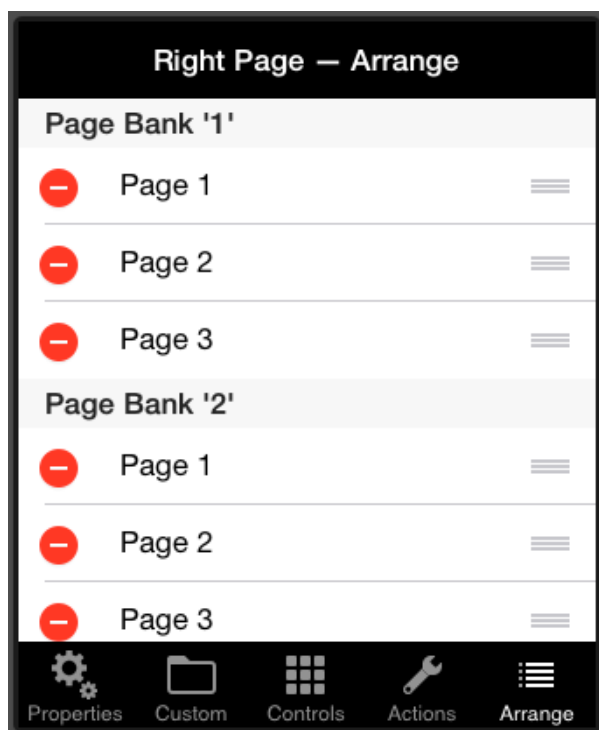 Right Page — Arrange
Page Bank '1'
Page 1
Page 2
Page 3
Page Bank '2'
Page 1
Page 2
Page 3
Properties Custom Controls Actions Arrange